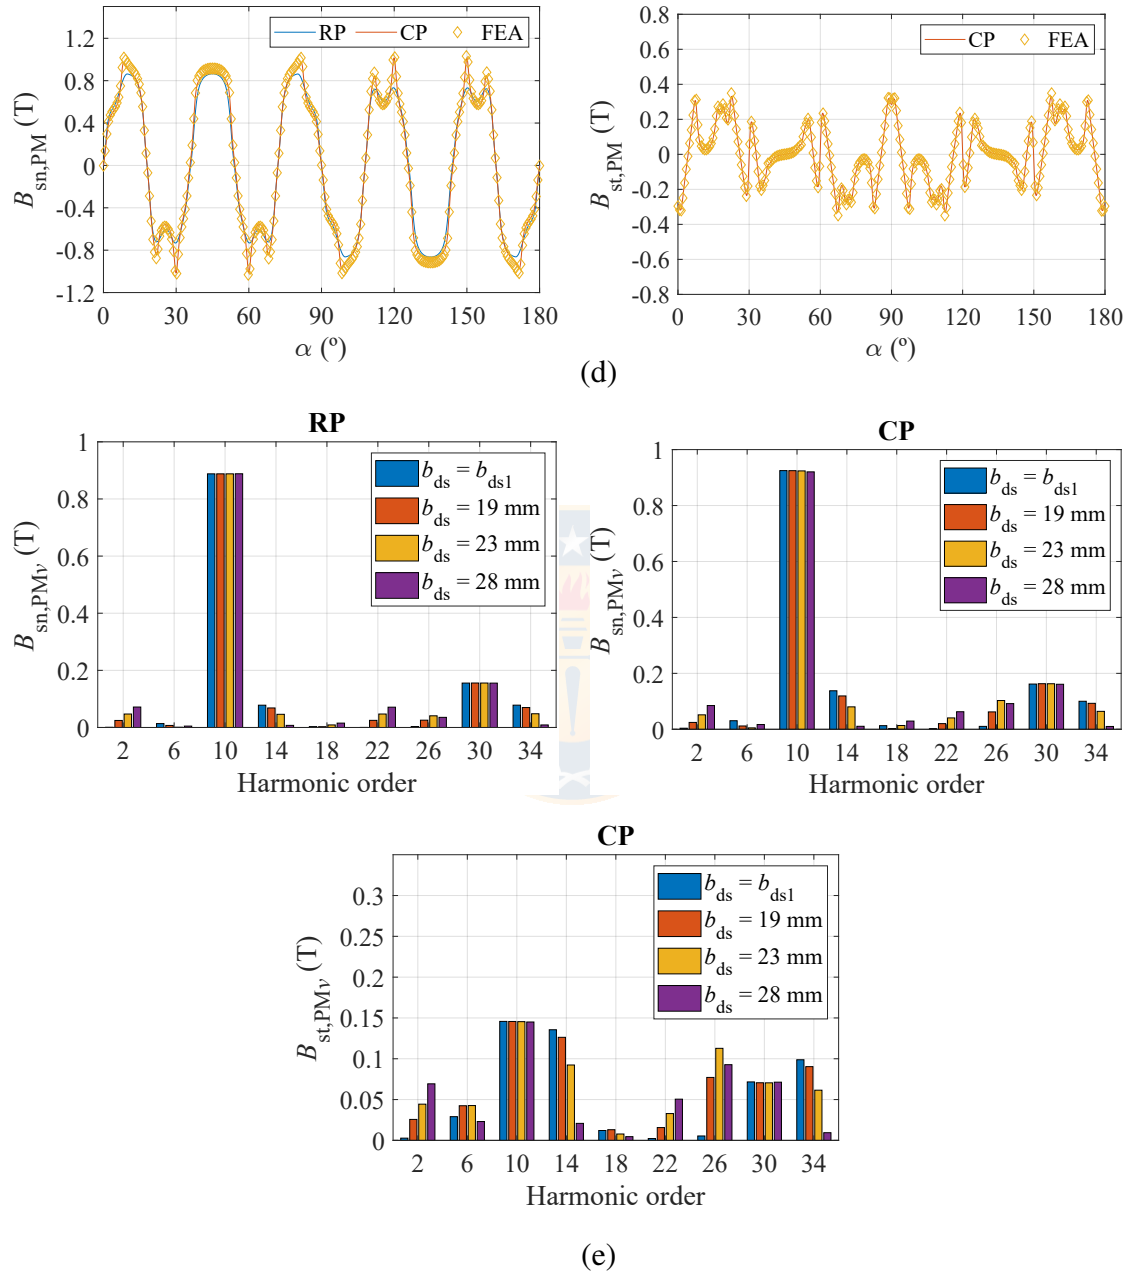 RP CP FEA
B_sn,PM (T)
1.2
0.8
0.4
0
-0.4
-0.8
-1.2
0 30 60 90 120 150 180
α (º)
CP FEA
B_st,PM (T)
0.8
0.6
0.4
0.2
0
-0.2
-0.4
-0.6
-0.8
0 30 60 90 120 150 180
α (º)
(d)
RP
B_sn,PMν (T)
1
0.8
0.6
0.4
0.2
0
b_ds = b_ds1
b_ds = 19 mm
b_ds = 23 mm
b_ds = 28 mm
2 6 10 14 18 22 26 30 34
Harmonic order
CP
B_sn,PMν (T)
1
0.8
0.6
0.4
0.2
0
b_ds = b_ds1
b_ds = 19 mm
b_ds = 23 mm
b_ds = 28 mm
2 6 10 14 18 22 26 30 34
Harmonic order
CP
B_st,PMν (T)
0.3
0.25
0.2
0.15
0.1
0.05
0
b_ds = b_ds1
b_ds = 19 mm
b_ds = 23 mm
b_ds = 28 mm
2 6 10 14 18 22 26 30 34
Harmonic order
(e)